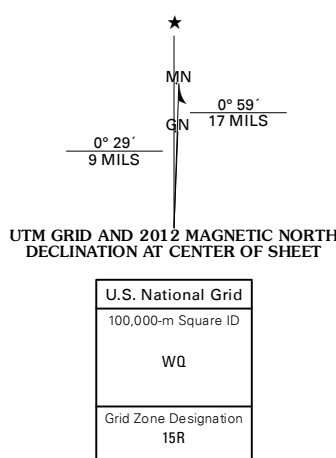 ★
MN
0° 59´
17 MILS
GN
0° 29´
9 MILS
UTM GRID AND 2012 MAGNETIC NORTH
DECLINATION AT CENTER OF SHEET
U.S. National Grid
100,000-m Square ID
WQ
Grid Zone Designation
15R